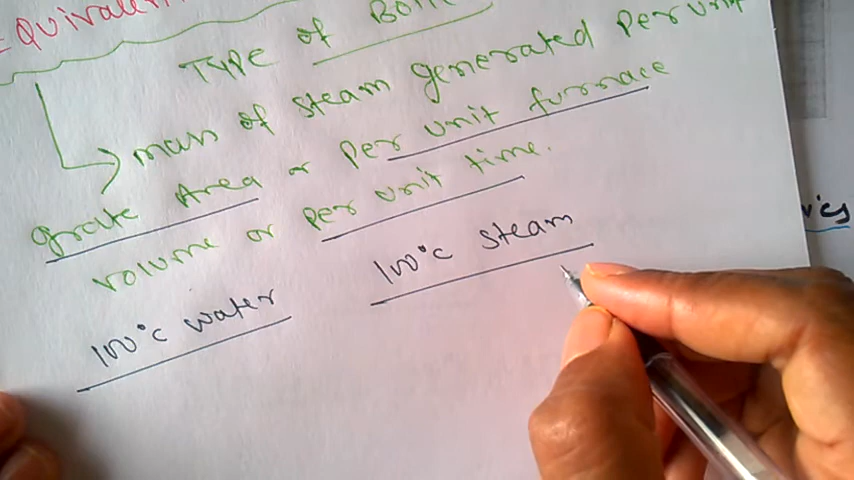 TYPE of
mass of steam generated per unit
grate Area or per unit furnace
volume or per unit time.
100°c water 100°c steam